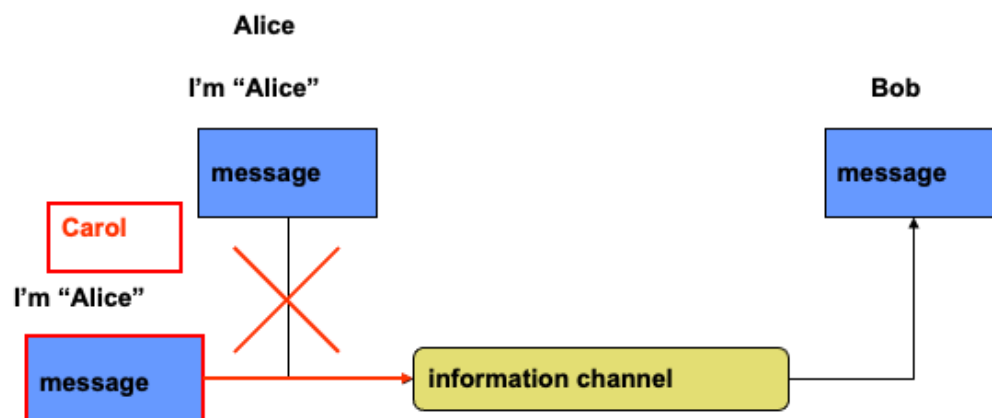 Alice
I’m “Alice”
Bob
message
message
Carol
I’m “Alice”
message
information channel